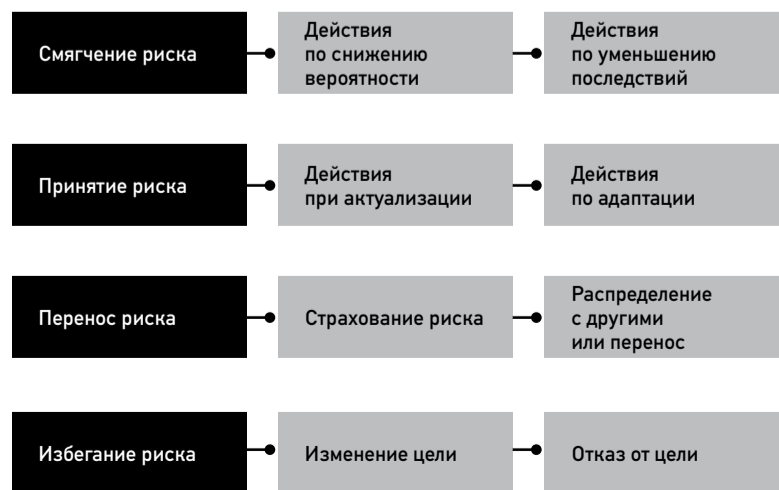 Смягчение риска
Действия
по снижению
вероятности
Действия
по уменьшению
последствий
Принятие риска
Действия
при актуализации
Действия
по адаптации
Перенос риска
Страхование риска
Распределение
с другими
или перенос
Избегание риска
Изменение цели
Отказ от цели